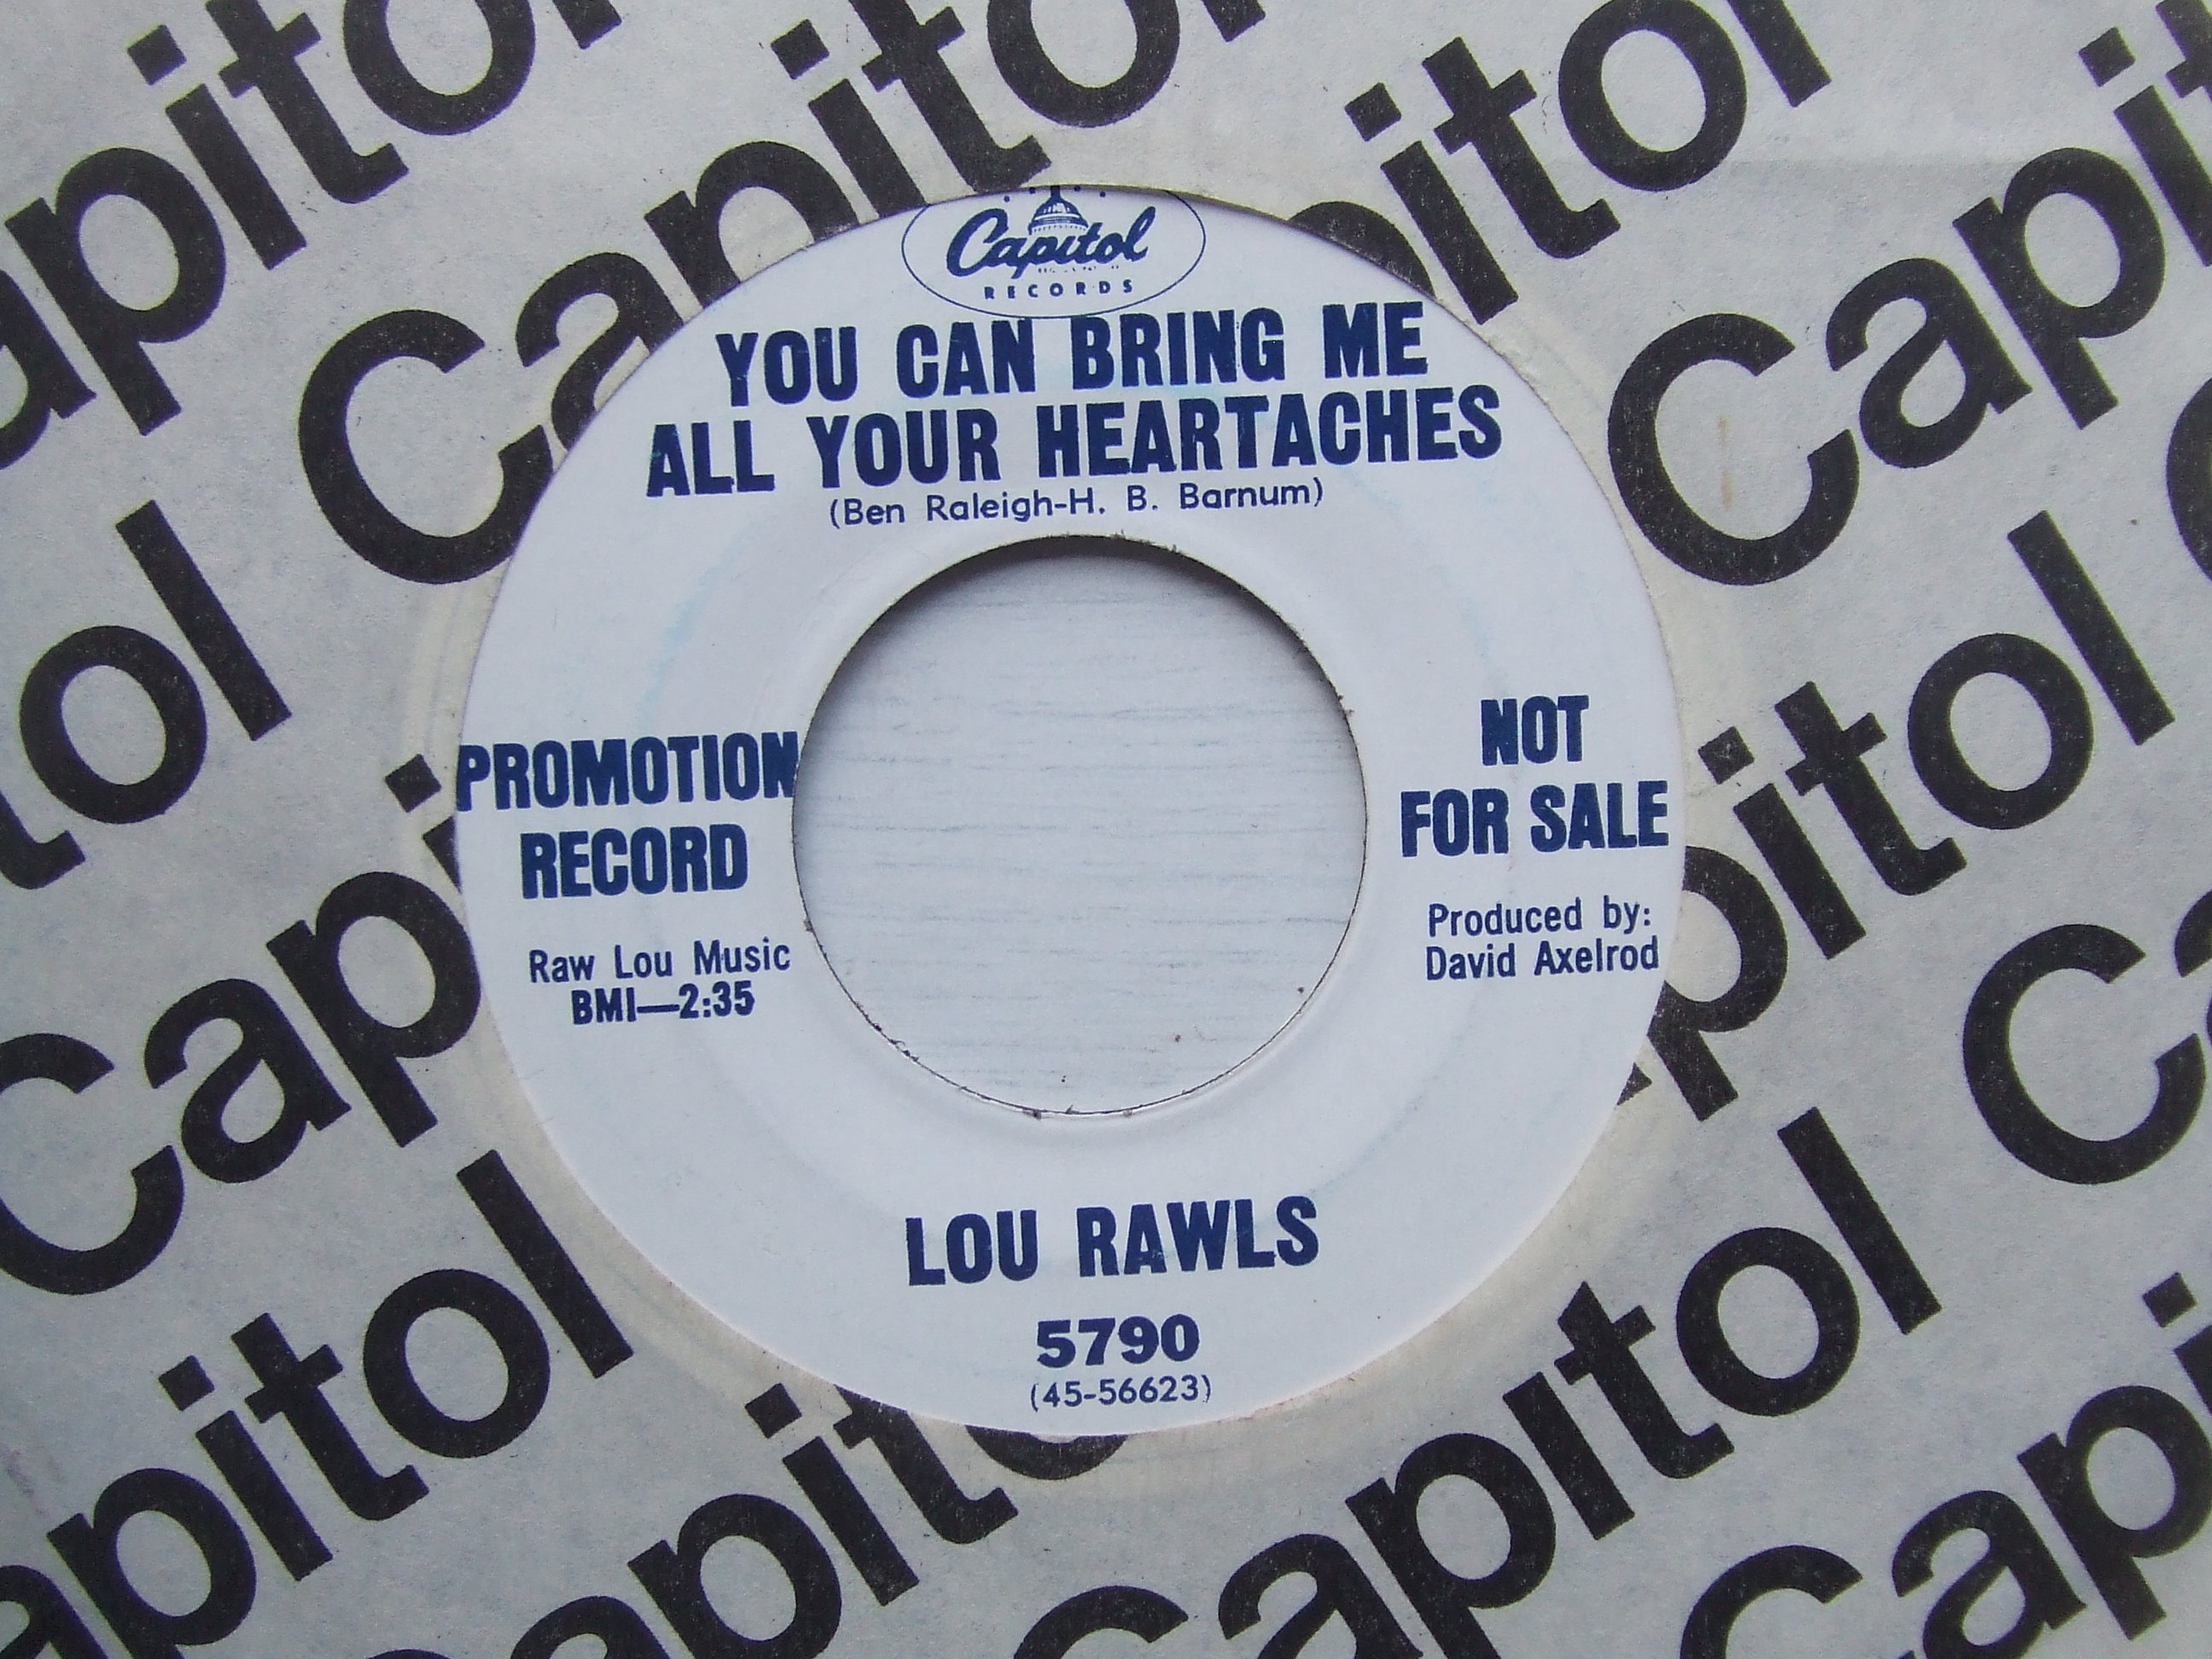 Capitol
RECORDS
YOU CAN BRING ME
ALL YOUR HEARTACHES
(Ben Raleigh-H. B. Barnum)
PROMOTION
RECORD
Raw Lou Music
BMI—2:35
NOT
FOR SALE
Produced by:
David Axelrod
LOU RAWLS
5790
(45-56623)
Capitol
Capitol
Capitol
Capitol
Capitol
Capitol
Capitol
Capitol